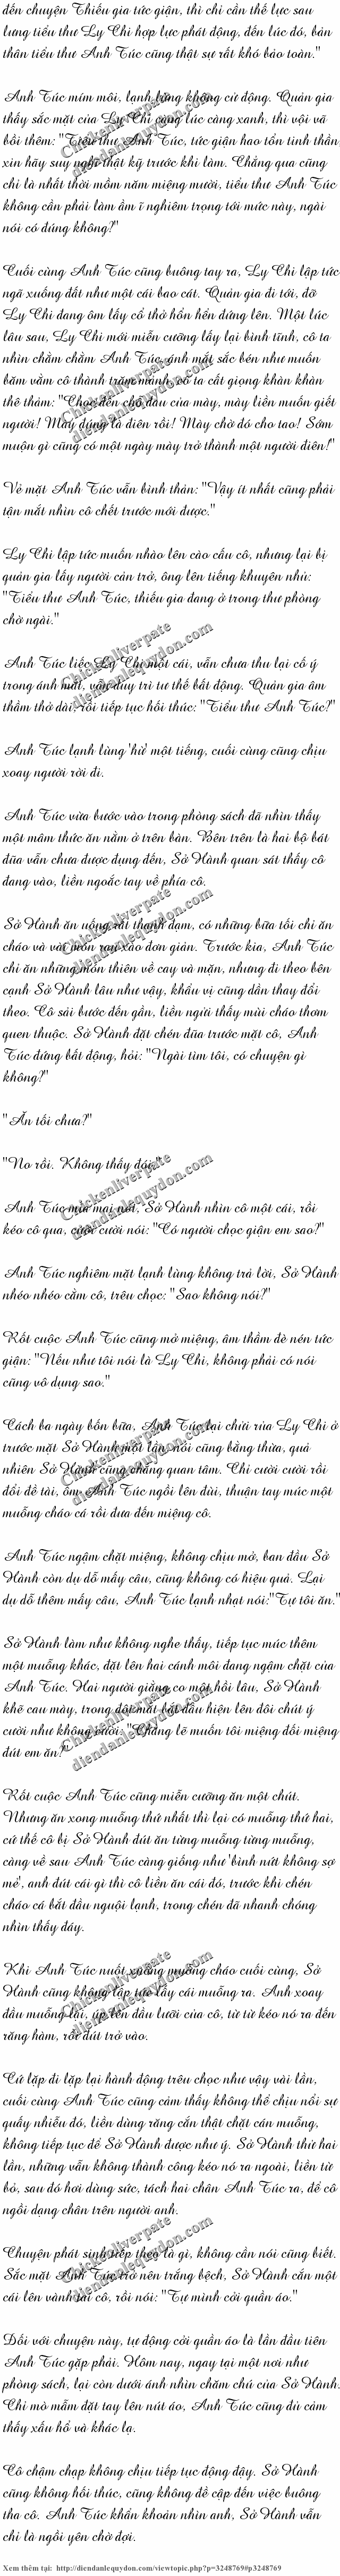 đến chuyện Thiếu gia tức giận, thì chỉ cần thế lực sau
lưng tiểu thư Ly Chi hợp lực phát động, đến lúc đó, bản
thân tiểu thư Anh Túc cũng thật sự rất khó bảo toàn."
Anh Túc mím môi, lạnh lùng không cử động. Quản gia
thấy sắc mặt của Ly Chi càng lúc càng xanh, thì vội vã
bồi thêm: "Tiểu thư Anh Túc, tức giận hao tổn tinh thần,
xin hãy suy nghĩ thật kỹ trước khi làm. Chẳng qua cũng
chỉ là nhất thời mồm năm miệng mười, tiểu thư Anh Túc
không cần phải làm ầm ĩ nghiêm trọng tới mức này, ngài
nói có đúng không?"
Cuối cùng Anh Túc cũng buông tay ra, Ly Chi lập tức
ngã xuống đất như một cái bao cát. Quản gia đi tới, đỡ
Ly Chi đang ôm lấy cổ thở hổn hển đứng lên. Một lúc
lâu sau, Ly Chi mới miễn cưỡng lấy lại bình tĩnh, cô ta
nhìn chằm chằm Anh Túc, ánh mắt sắc bén như muốn
băm vằm cô thành trăm mảnh, cô ta cất giọng khàn khàn
thê thảm: "Chết đến chỗ đầu của mày, mày liền muốn giết
người! Mày đúng là điên rồi! Mày chờ đó cho tao! Sớm
muộn gì cũng có một ngày mày trở thành một người điên!"
Vẻ mặt Anh Túc vẫn bình thản: "Vậy ít nhất cũng phải
tận mắt nhìn cô chết trước mới được."
Ly Chi lập tức muốn nhào lên cào cấu cô, nhưng lại bị
quản gia lấy người cản trở, ông lên tiếng khuyên nhủ:
"Tiểu thư Anh Túc, thiếu gia đang ở trong thư phòng
chờ ngài."
Anh Túc liếc Ly Chi một cái, vẫn chưa thu lại cố ý
trong ánh mắt, vẫn duy trì tư thế bất động. Quản gia âm
thầm thở dài, rồi tiếp tục hối thúc: "Tiểu thư Anh Túc?"
Anh Túc lạnh lùng 'hừ' một tiếng, cuối cùng cũng chịu
xoay người rời đi.
Anh Túc vừa bước vào trong phòng sách đã nhìn thấy
một mâm thức ăn nằm ở trên bàn. Bên trên là hai bộ bát
đũa vẫn chưa được dụng đến, Sở Hành quan sát thấy cô
đang vào, liền ngoắc tay về phía cô.
Sở Hành ăn uống rất thanh đạm, có những bữa tối chỉ ăn
cháo và vài món rau xào đơn giản. Trước kia, Anh Túc
chỉ ăn những món thiên về cay và mặn, nhưng đi theo bên
cạnh Sở Hành lâu như vậy, khẩu vị cũng dần thay đổi
theo. Cô sải bước đến gần, liền ngửi thấy mùi cháo thơm
quen thuộc. Sở Hành đặt chén đũa trước mặt cô, Anh
Túc đứng bất động, hỏi: "Ngài tìm tôi, có chuyện gì
không?"
"Ăn tối chưa?"
"No rồi. Không thấy đói."
Anh Túc mỉa mai nói, Sở Hành nhìn cô một cái, rồi
kéo cô qua, cười cười nói: "Có người chọc giận em sao?"
Anh Túc nghiêm mặt lạnh lùng không trả lời, Sở Hành
nhéo nhéo cằm cô, trêu chọc: "Sao không nói?"
Rốt cuộc Anh Túc cũng mở miệng, âm thầm đè nén tức
giận: "Nếu như tôi nói là Ly Chi, không phải có nói
cũng vô dụng sao."
Cách ba ngày bốn bữa, Anh Túc lại chửi rủa Ly Chi ở
trước mặt Sở Hành một lần, nói cũng bằng thừa, quả
nhiên Sở Hành cũng chẳng quan tâm. Chỉ cười cười rồi
đổi đề tài, ôm Anh Túc ngồi lên đùi, thuận tay múc một
muỗng cháo cá rồi đưa đến miệng cô.
Anh Túc ngậm chặt miệng, không chịu mở, ban đầu Sở
Hành còn dụ dỗ mấy câu, cũng không có hiệu quả. Lại
dụ dỗ thêm mấy câu, Anh Túc lạnh nhạt nói:"Tự tôi ăn."
Sở Hành làm như không nghe thấy, tiếp tục múc thêm
một muỗng khác, đặt lên hai cánh môi đang ngậm chặt của
Anh Túc. Hai người giằng co một hồi lâu, Sở Hành
khẽ cau mày, trong đôi mắt bắt đầu hiện lên đôi chút ý
cười như không cười: "Chẳng lẽ muốn tôi miệng đối miệng
đút em ăn?"
Rốt cuộc Anh Túc cũng miễn cưỡng ăn một chút.
Nhưng ăn xong muỗng thứ nhất thì lại có muỗng thứ hai,
cứ thế cô bị Sở Hành đút ăn từng muỗng từng muỗng,
càng về sau Anh Túc càng giống như 'bình nứt không sợ
mẻ', anh đút cái gì thì cô liền ăn cái đó, trước khi chén
cháo cá bắt đầu nguội lạnh, trong chén đã nhanh chóng
nhìn thấy đáy.
Khi Anh Túc nuốt xuống muỗng cháo cuối cùng, Sở
Hành cũng không lập tức lấy cái muỗng ra. Anh xoay
đầu muỗng lại, úp lên đầu lưỡi của cô, từ từ kéo nó ra đến
răng hàm, rồi đút trở vào.
Cứ lặp đi lặp lại hành động trêu chọc như vậy vài lần,
cuối cùng Anh Túc cũng cảm thấy không thể chịu nổi sự
quấy nhiễu đó, liền dùng răng cắn thật chặt cán muỗng,
không tiếp tục để Sở Hành được như ý. Sở Hành thử hai
lần, nhưng vẫn không thành công kéo nó ra ngoài, liền từ
bỏ, sau đó hơi dùng sức, tách hai chân Anh Túc ra, để cô
ngồi dạng chân trên người anh.
Chuyện phát sinh tiếp theo là gì, không cần nói cũng biết.
Sắc mặt Anh Túc trở nên trắng bệch, Sở Hành cắn một
cái lên vành tai cô, rồi nói: "Tự mình cởi quần áo."
Đối với chuyện này, tự động cởi quần áo là lần đầu tiên
Anh Túc gặp phải. Hôm nay, ngay tại một nơi như
phòng sách, lại còn dưới ánh nhìn chăm chú của Sở Hành.
Chỉ mò mẫm đặt tay lên nút áo, Anh Túc cũng đủ cảm
thấy xấu hổ và khác lạ.
Cô chậm chạp không chịu tiếp tục động đậy. Sở Hành
cũng không hối thúc, cũng không đề cập đến việc buông
tha cô. Anh Túc khẩn khoản nhìn anh, Sở Hành vẫn
chỉ là ngồi yên chờ đợi.
Chickenliverpate
diendanlequydon.com
Chickenliverpate
diendanlequydon.com
Chickenliverpate
diendanlequydon.com
Chickenliverpate
diendanlequydon.com
Chickenliverpate
diendanlequydon.com
Chickenliverpate
diendanlequydon.com
Chickenliverpate
diendanlequydon.com
Chickenliverpate
diendanlequydon.com
Chickenliverpate
diendanlequydon.com
Xem thêm tại: http://diendanlequydon.com/viewtopic.php?p=3248769#p3248769